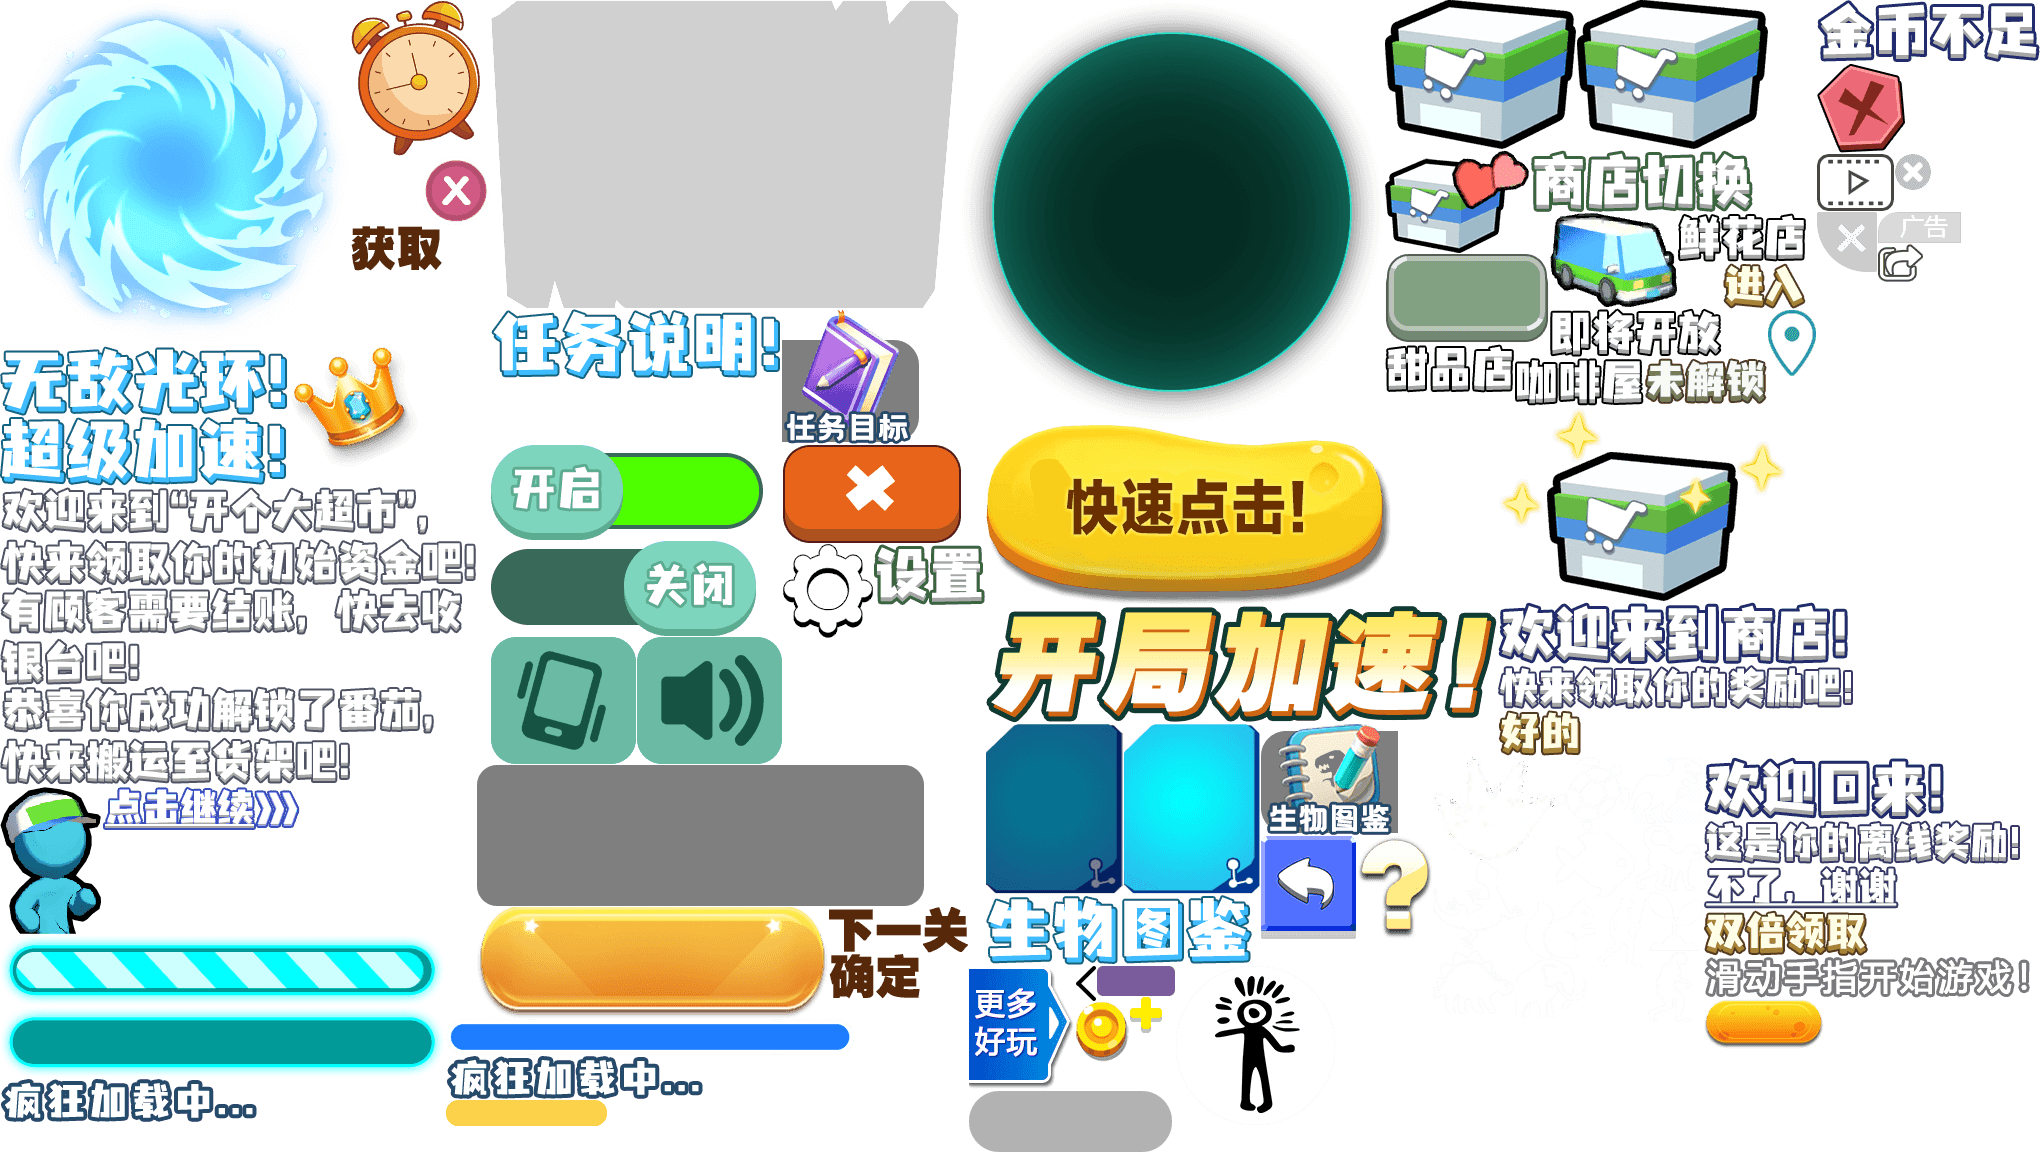 获取
无敌光环!
超级加速!
欢迎来到“开个大超市”,
快来领取你的初始资金吧!
有顾客需要结账, 快去收
银台吧!
恭喜你成功解锁了番茄,
快来搬运至货架吧!
点击继续》》
疯狂加载中...
任务说明!
任务目标
开启
关闭
设置
下一关
确定
疯狂加载中...
快速点击!
开局加速!
生物图鉴
生物图鉴
更多
好玩
商店切换
鲜花店
进入
即将开放
甜品店
咖啡屋
未解锁
欢迎来到商店!
快来领取你的奖励吧!
好的
金币不足
广告
欢迎回来!
这是你的离线奖励!
不了, 谢谢
双倍领取
滑动手指开始游戏!